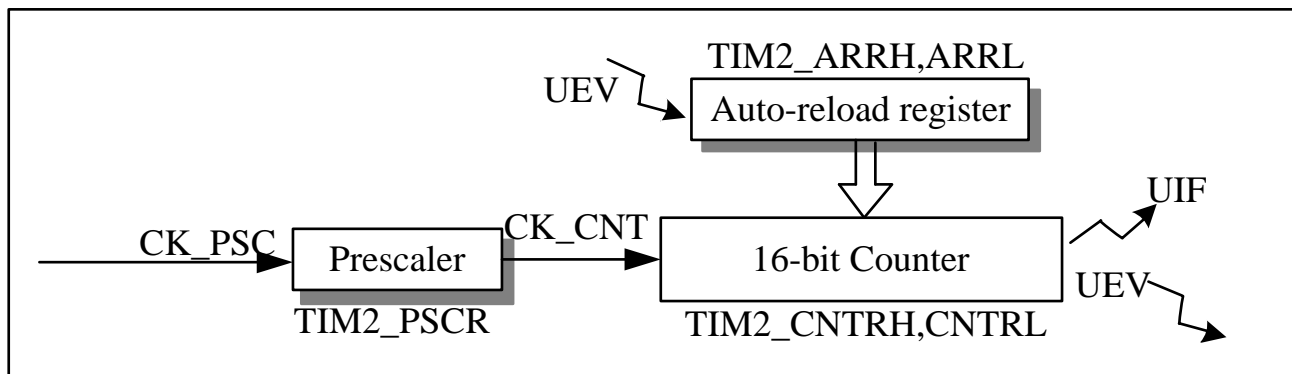 TIM2_ARRH,ARRL
UEV
Auto-reload register
UIF
CK_PSC
CK_CNT
Prescaler
16-bit Counter
UEV
TIM2_PSCR
TIM2_CNTRH,CNTRL